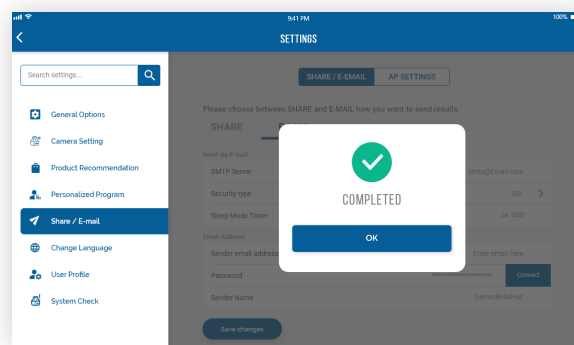 9:41 PM
100%
SETTINGS
Search settings...
General Options
Camera Setting
Product Recommendation
Personalized Program
Share / E-mail
Change Language
User Profile
System Check
SHARE / E-EMAIL
AP SETTINGS
Please choose between SHARE and E-MAIL how you want to send results.
SHARE
Send via E-mail
SMTP Server
smtp@Email.com
Security type
SSL
Sleep Mode Timer
Email Address
Sender email address
Enter email here
Password
********************
Connect
Sender Name
Save changes
COMPLETED
OK